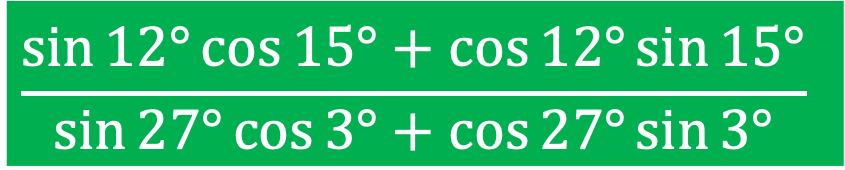 sin 12° cos 15° + cos 12° sin 15°
sin 27° cos 3° + cos 27° sin 3°